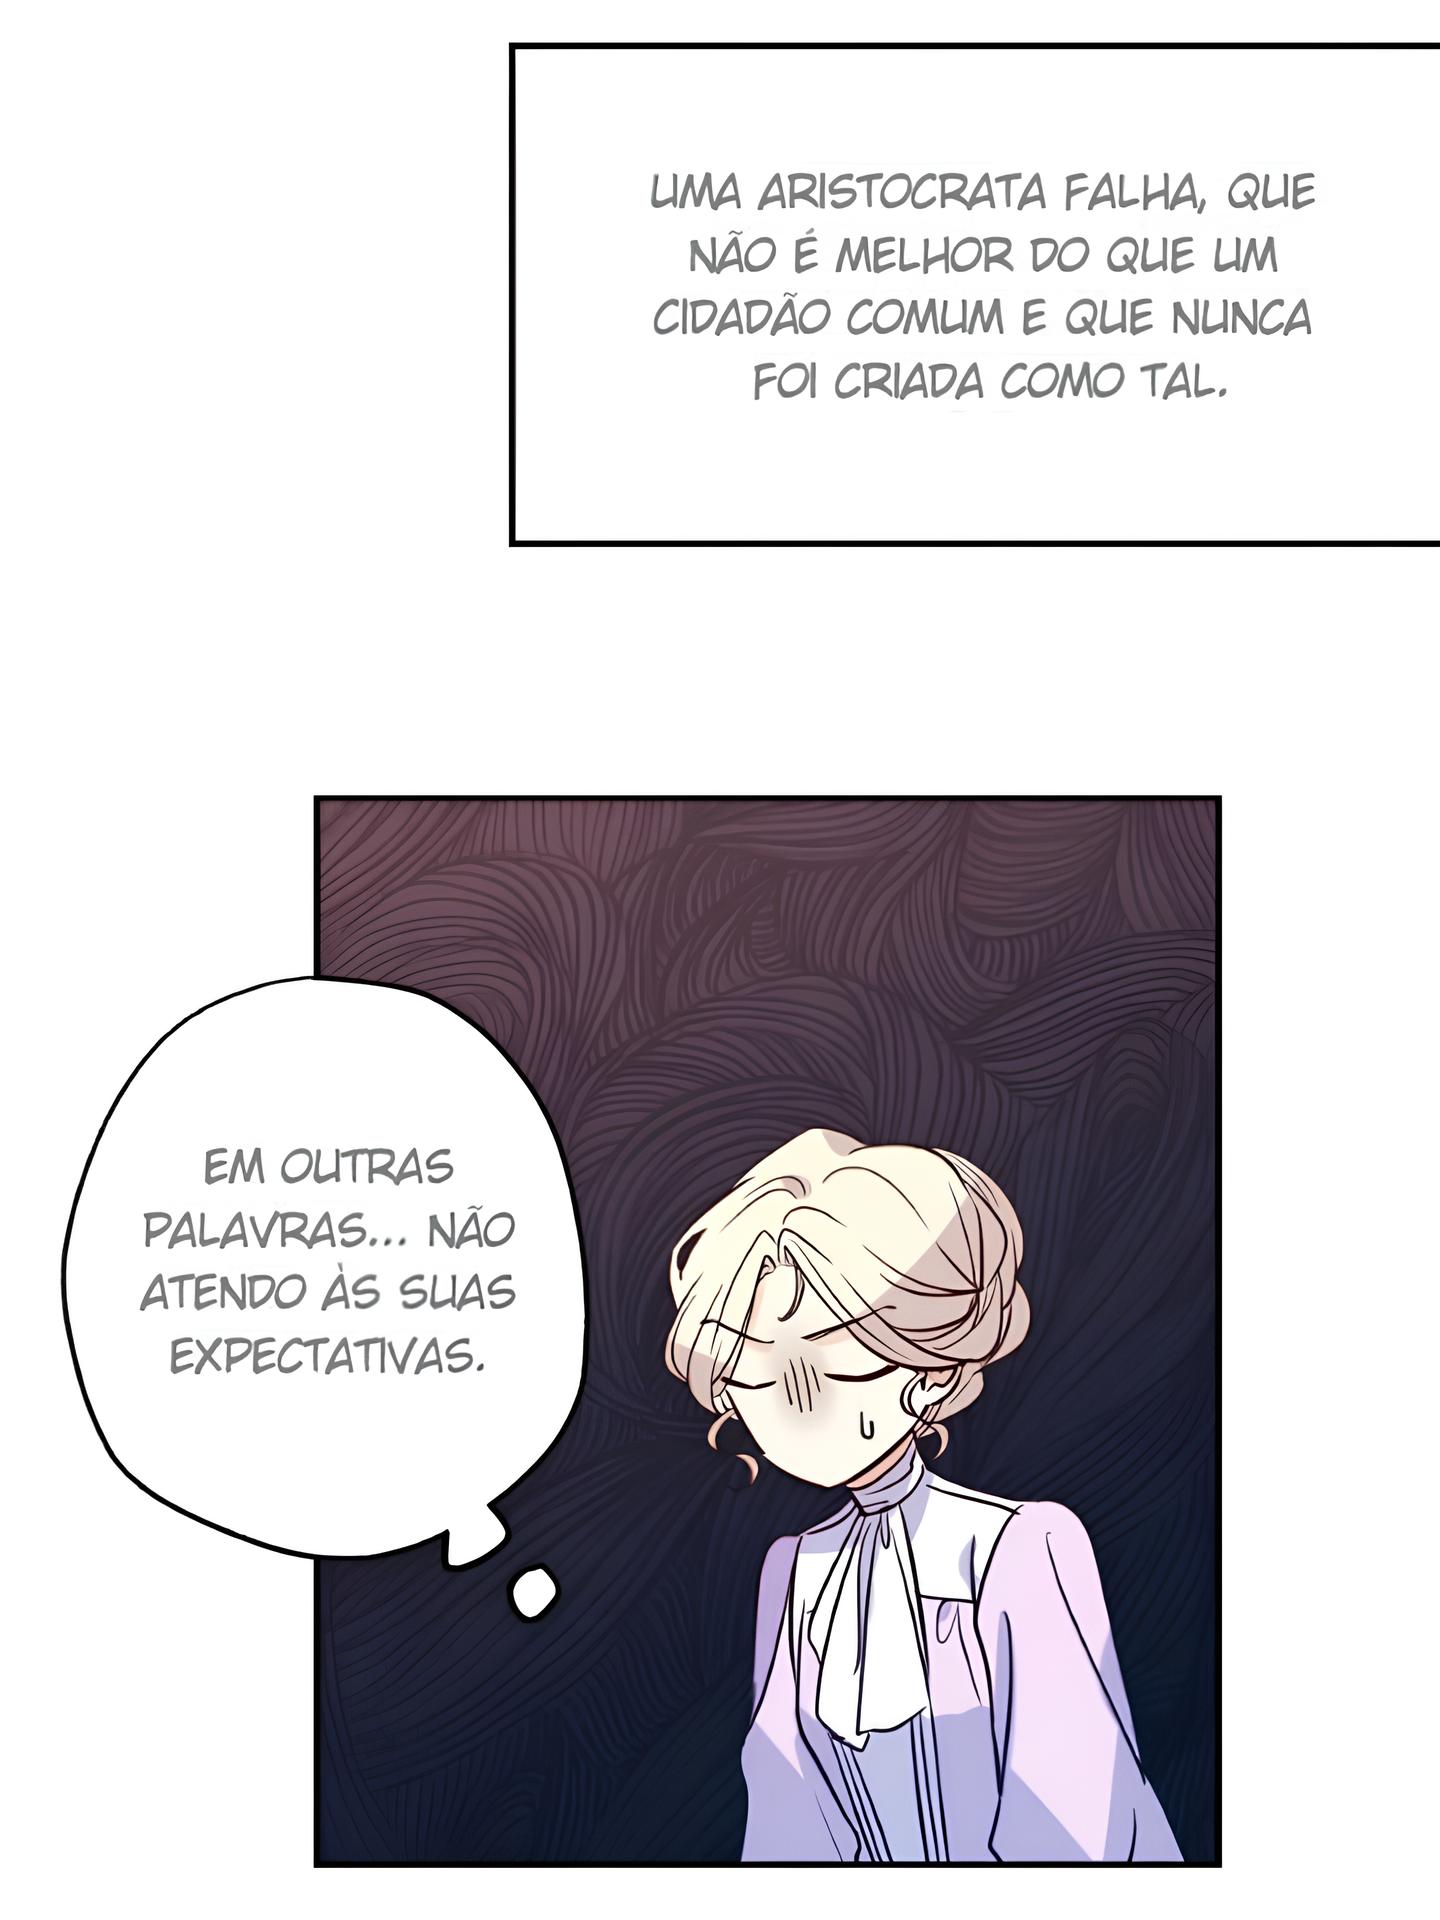 UMA ARISTOCRATA FALHA, QUE
NÃO É MELHOR DO QUE UM
CIDADÃO COMUM E QUE NUNCA
FOI CRIADA COMO TAL.
EM OUTRAS
PALAVRAS... NÃO
ATENDO ÀS SUAS
EXPECTATIVAS.